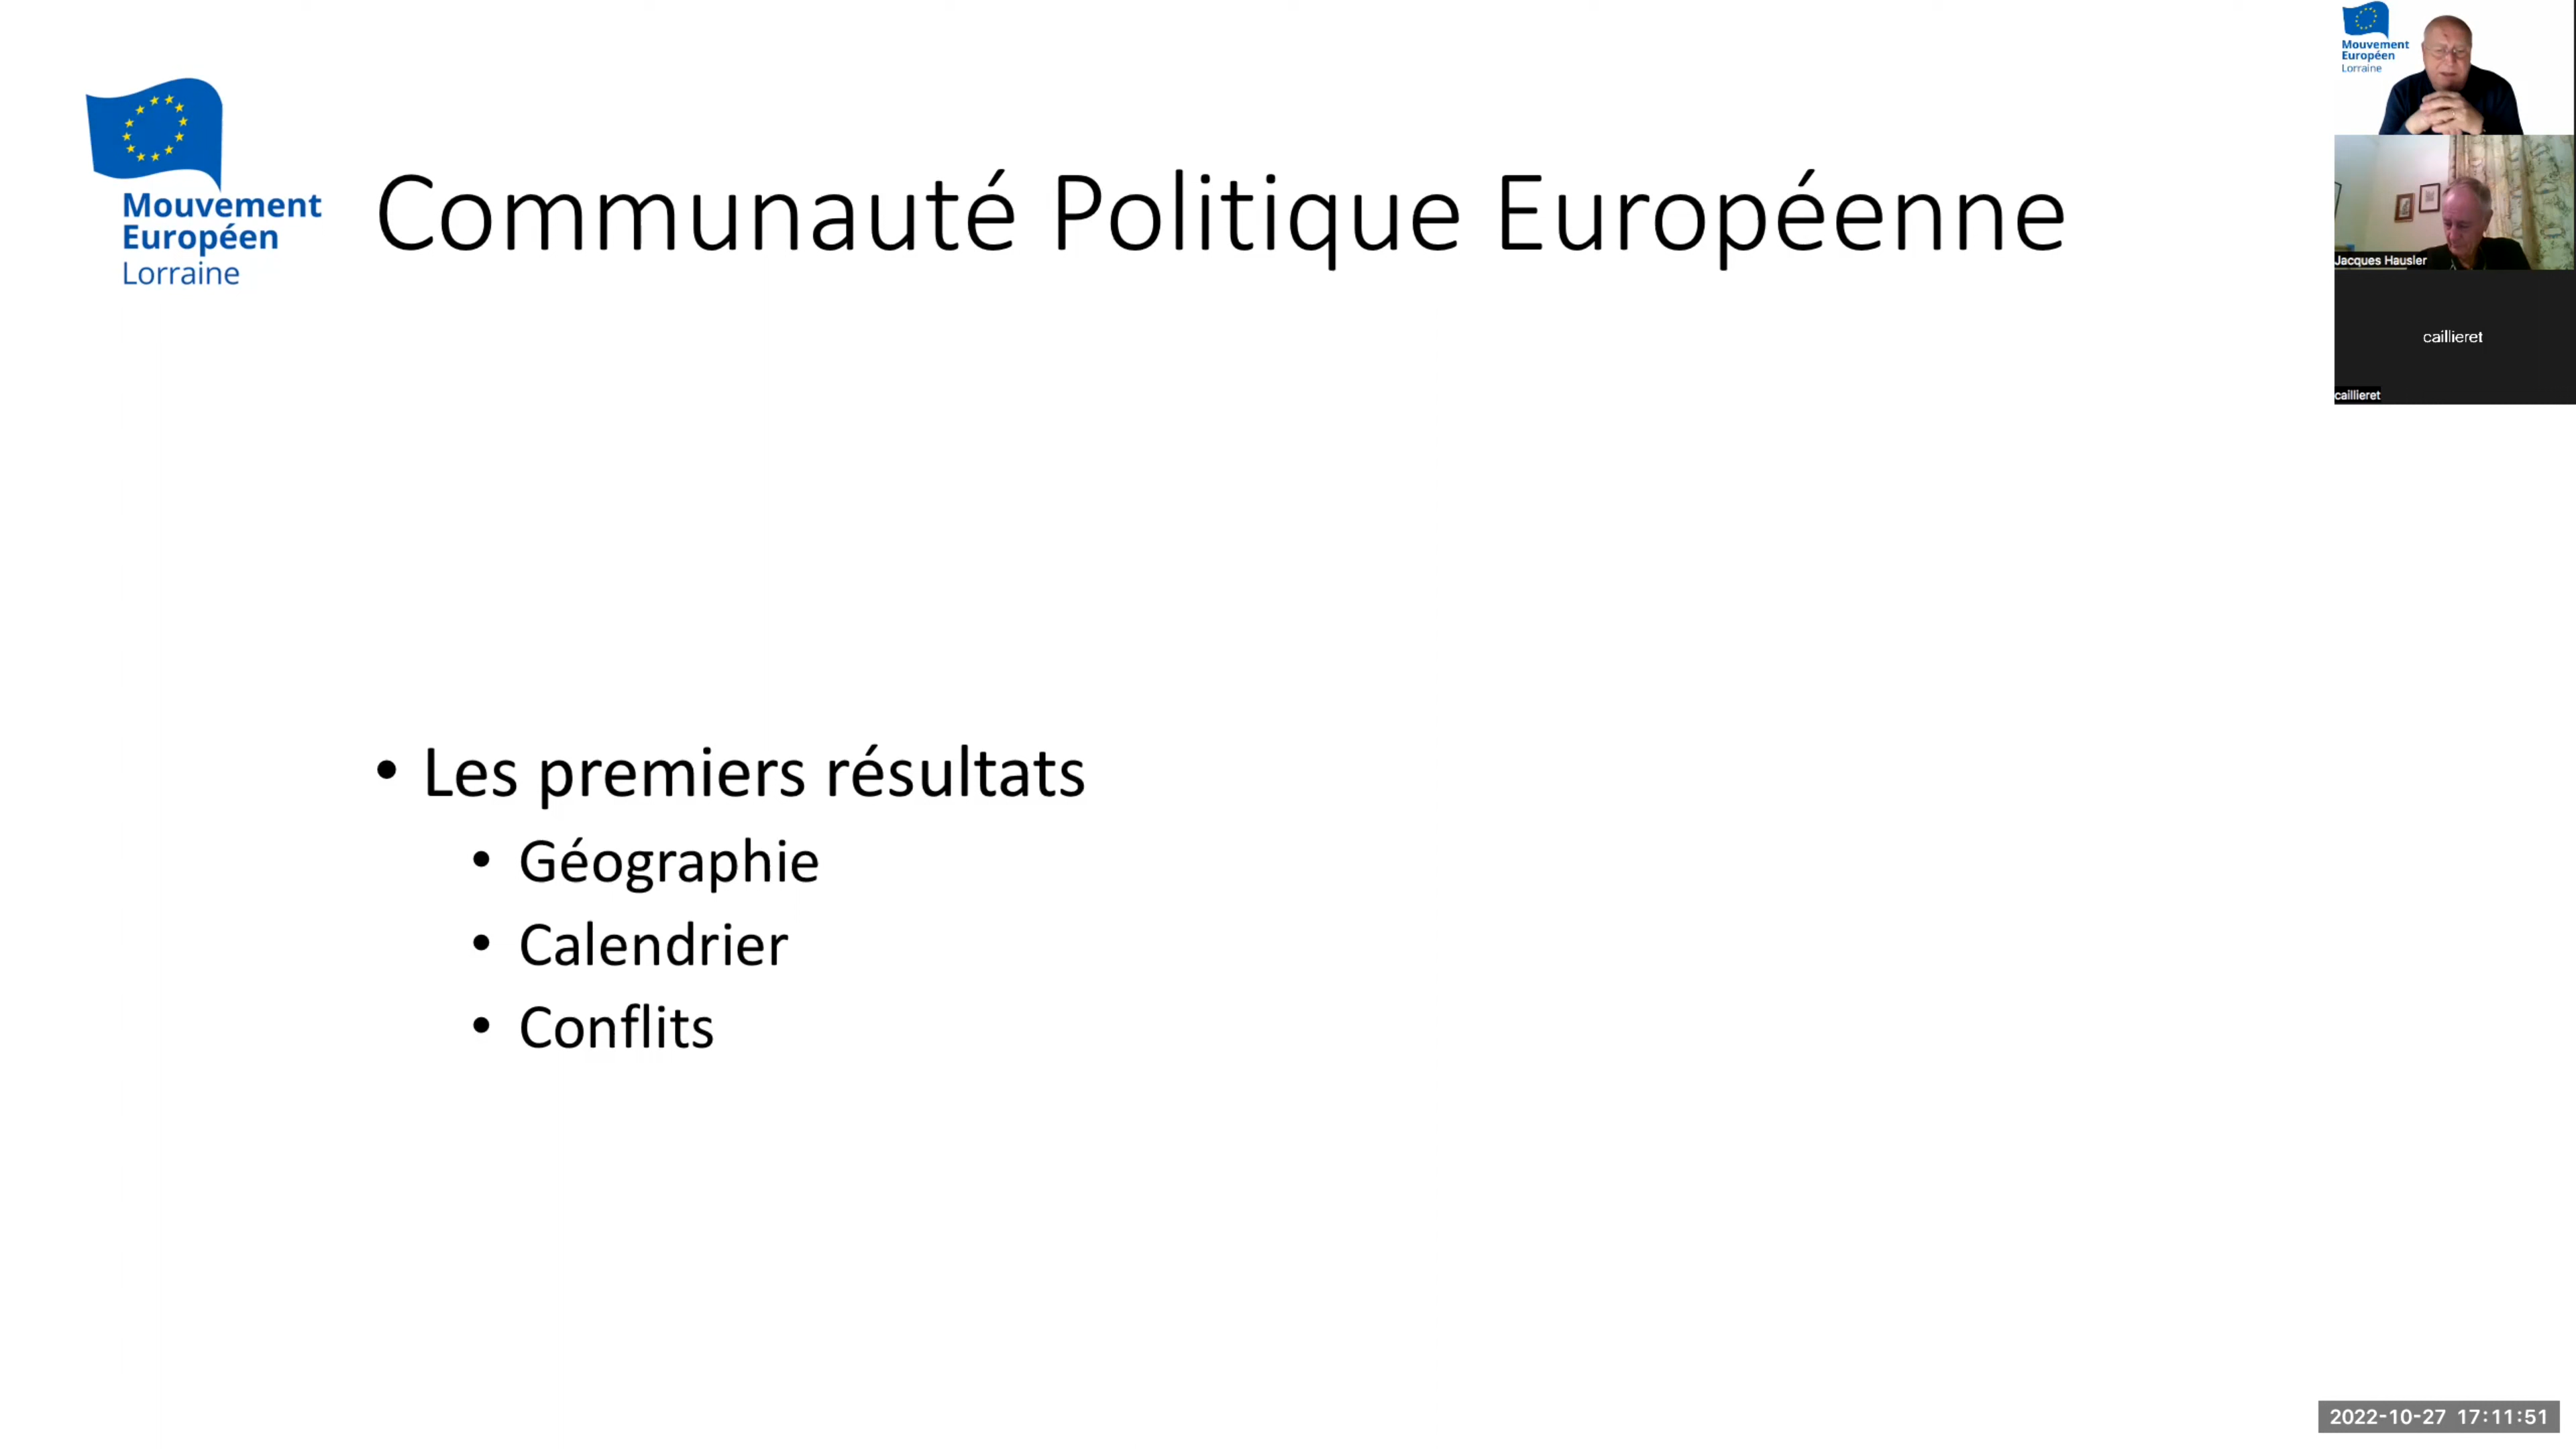 Mouvement
Européen
Lorraine
Communauté Politique Européenne
• Les premiers résultats
• Géographie
• Calendrier
• Conflits
Mouvement
Européen
Lorraine
Jacques Hausler
caillieret
caillieret
2022-10-27 17:11:51